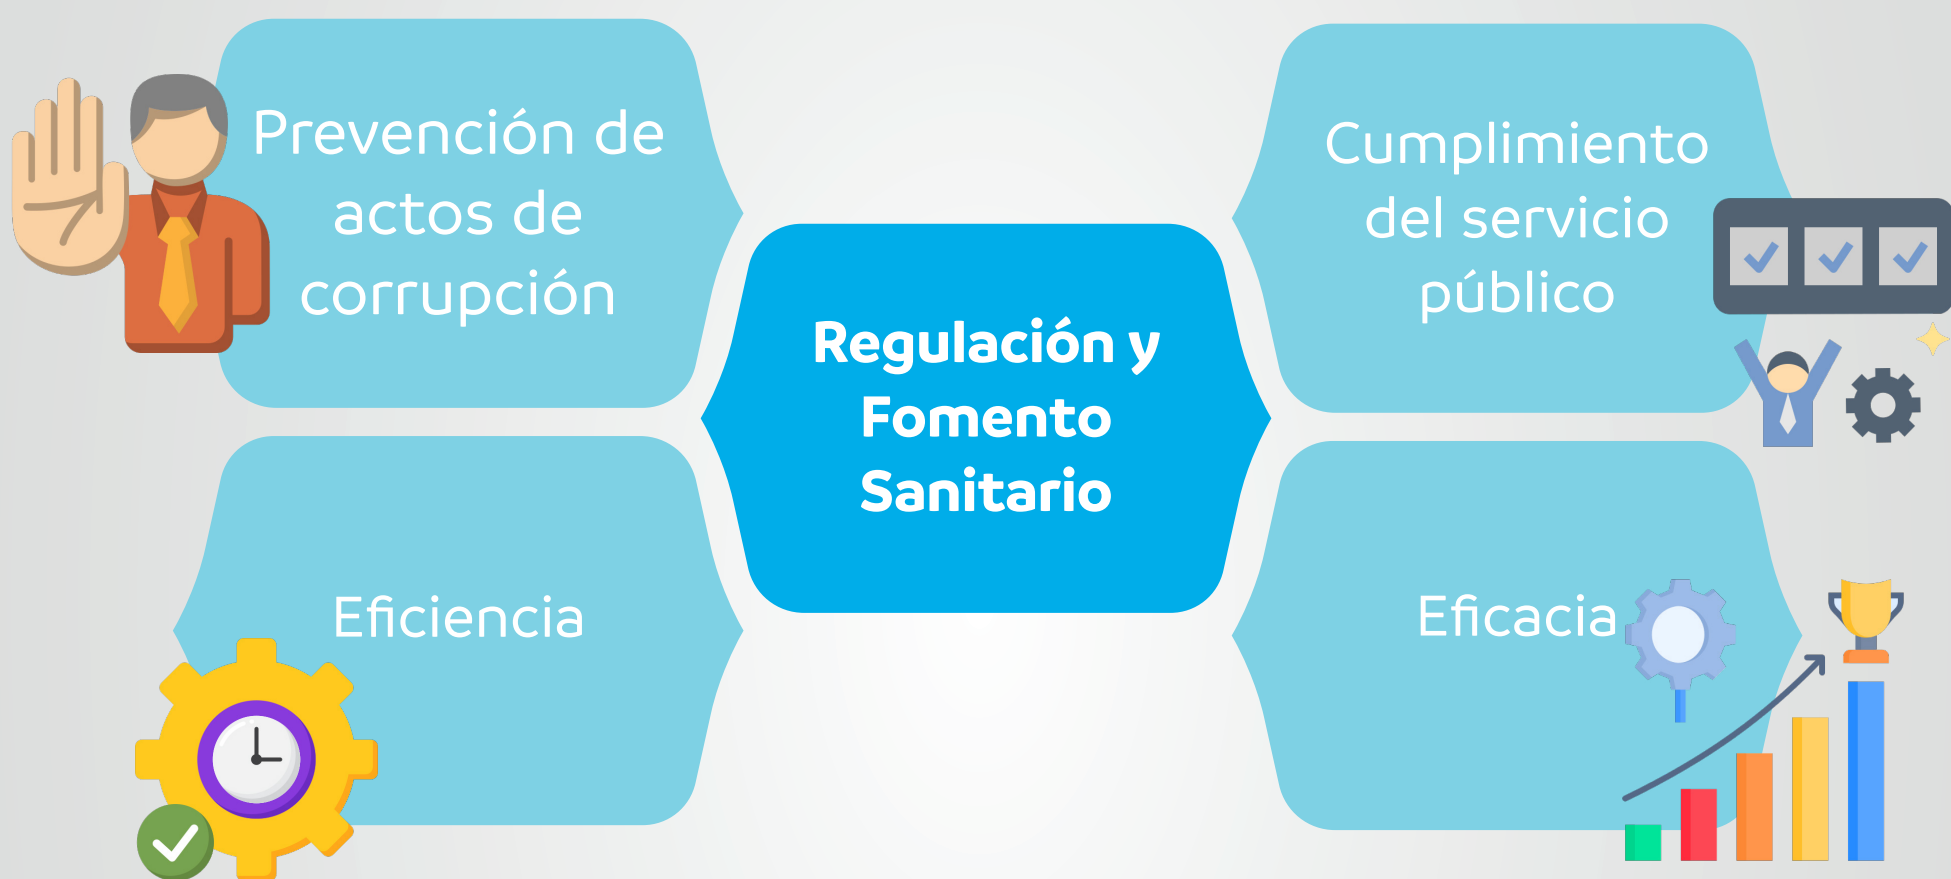 Prevención de
actos de
corrupción
Cumplimiento
del servicio
público
Regulación y
Fomento
Sanitario
Eficiencia
Eficacia